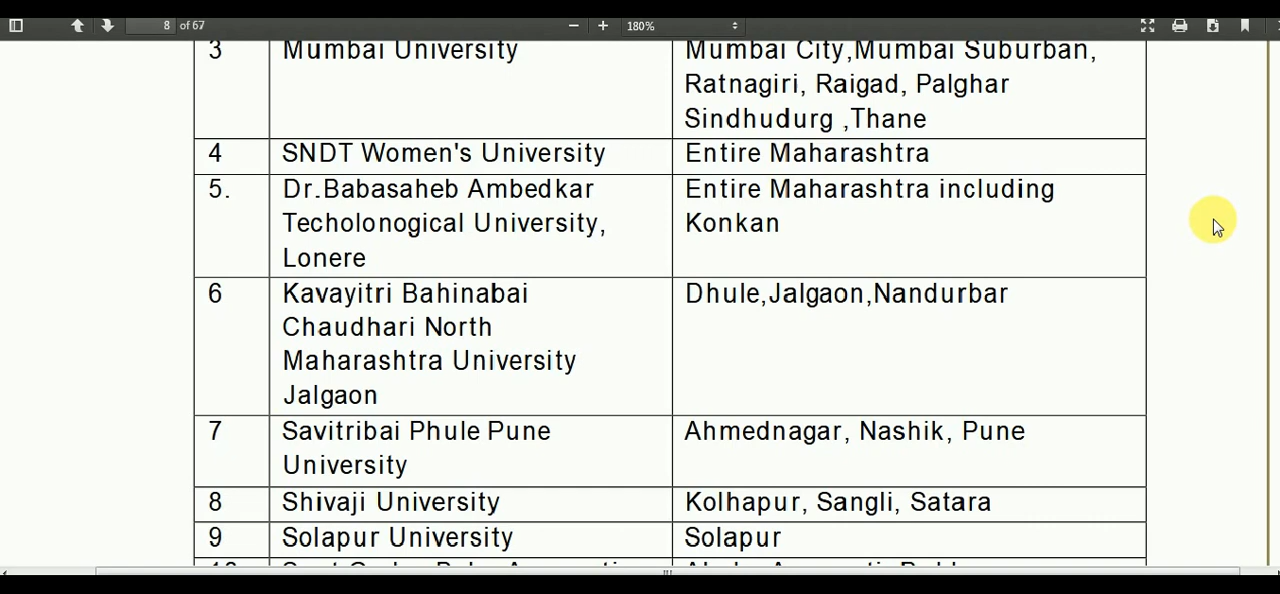 8 of 67
180%
3 Mumbai University Mumbai City,Mumbai Suburban,
Ratnagiri, Raigad, Palghar
Sindhudurg ,Thane
4 SNDT Women's University Entire Maharashtra
5. Dr.Babasaheb Ambedkar Entire Maharashtra including
Techolonogical University, Konkan
Lonere
6 Kavayitri Bahinabai Dhule,Jalgaon,Nandurbar
Chaudhari North
Maharashtra University
Jalgaon
7 Savitribai Phule Pune Ahmednagar, Nashik, Pune
University
8 Shivaji University Kolhapur, Sangli, Satara
9 Solapur University Solapur